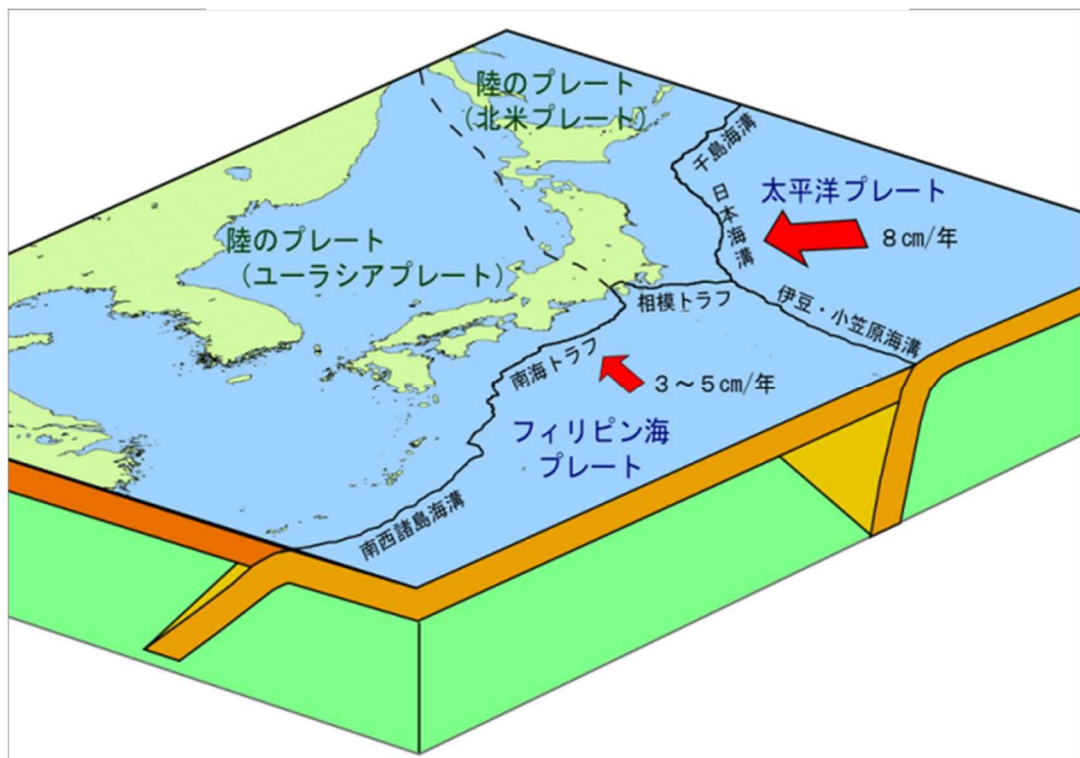 陸のプレート
（北米プレート）
千島海溝
日本海溝
太平洋プレート
8㎝/年
陸のプレート
（ユーラシアプレート）
相模トラフ
伊豆・小笠原海溝
南海トラフ
3～5㎝/年
フィリピン海
プレート
南西諸島海溝